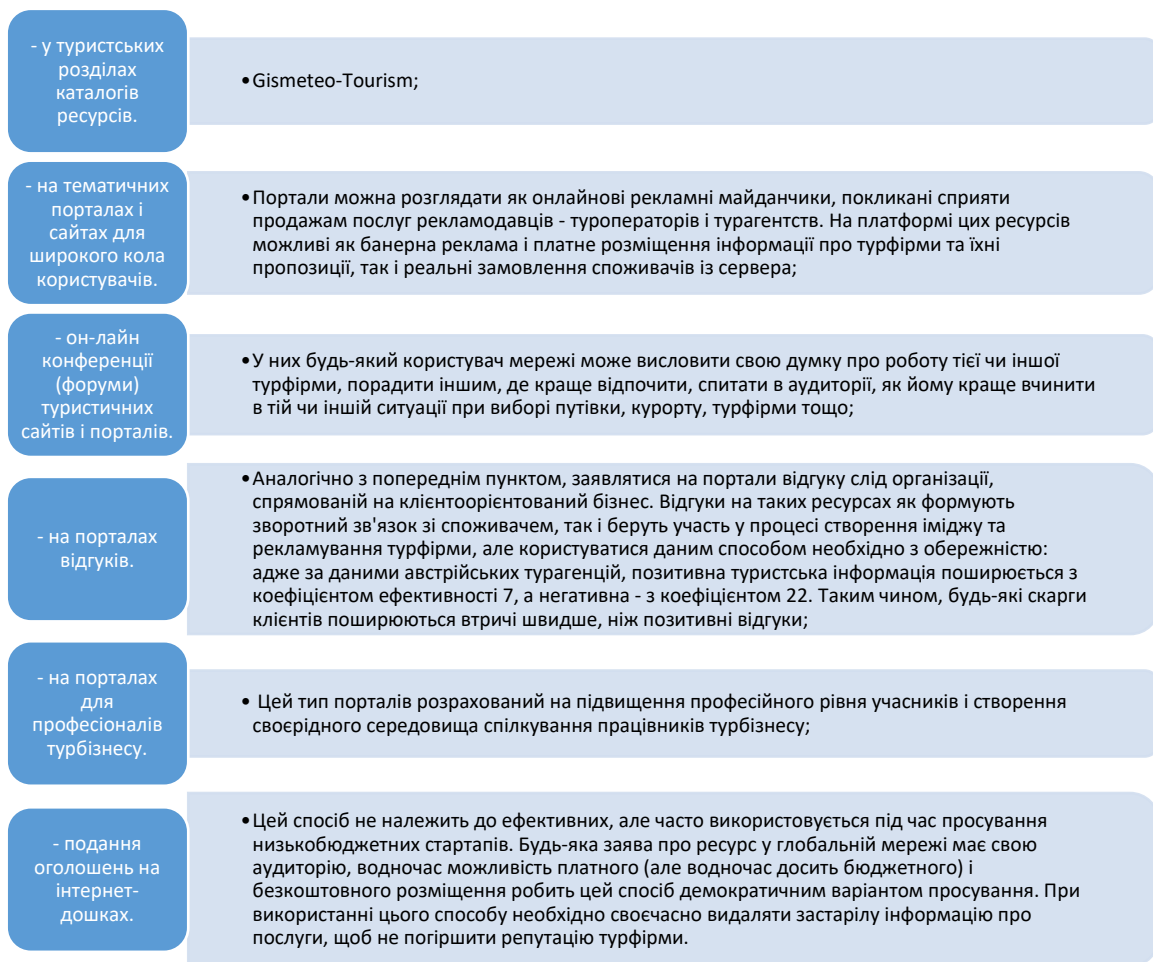 - у туристських
розділах
каталогів
ресурсів.
•Gismeteo-Tourism;
- на тематичних
порталах і
сайтах для
широкого кола
користувачів.
•Портали можна розглядати як онлайнові рекламні майданчики, покликані сприяти
продажам послуг рекламодавців - туроператорів і турагентств. На платформі цих ресурсів
можливі як банерна реклама і платне розміщення інформації про турфірми та їхні
пропозиції, так і реальні замовлення споживачів із сервера;
- он-лайн
конференції
(форуми)
туристичних
сайтів і порталів.
•У них будь-який користувач мережі може висловити свою думку про роботу тієї чи іншої
турфірми, порадити іншим, де краще відпочити, спитати в аудиторії, як йому краще вчинити
в тій чи іншій ситуації при виборі путівки, курорту, турфірми тощо;
- на порталах
відгуків.
•Аналогічно з попереднім пунктом, заявлятися на портали відгуку слід організації,
спрямованій на клієнтоорієнтований бізнес. Відгуки на таких ресурсах як формують
зворотний зв'язок зі споживачем, так і беруть участь у процесі створення іміджу та
рекламування турфірми, але користуватися даним способом необхідно з обережністю:
адже за даними австрійських турагенцій, позитивна туристська інформація поширюється з
коефіцієнтом ефективності 7, а негативна - з коефіцієнтом 22. Таким чином, будь-які скарги
клієнтів поширюються втричі швидше, ніж позитивні відгуки;
- на порталах
для
професіоналів
турбізнесу.
• Цей тип порталів розрахований на підвищення професійного рівня учасників і створення
своєрідного середовища спілкування працівників турбізнесу;
- подання
оголошень на
інтернет-
дошках.
•Цей спосіб не належить до ефективних, але часто використовується під час просування
низькобюджетних стартапів. Будь-яка заява про ресурс у глобальній мережі має свою
аудиторію, водночас можливість платного (але водночас досить бюджетного) і
безкоштовного розміщення робить цей спосіб демократичним варіантом просування. При
використанні цього способу необхідно своєчасно видаляти застарілу інформацію про
послуги, щоб не погіршити репутацію турфірми.